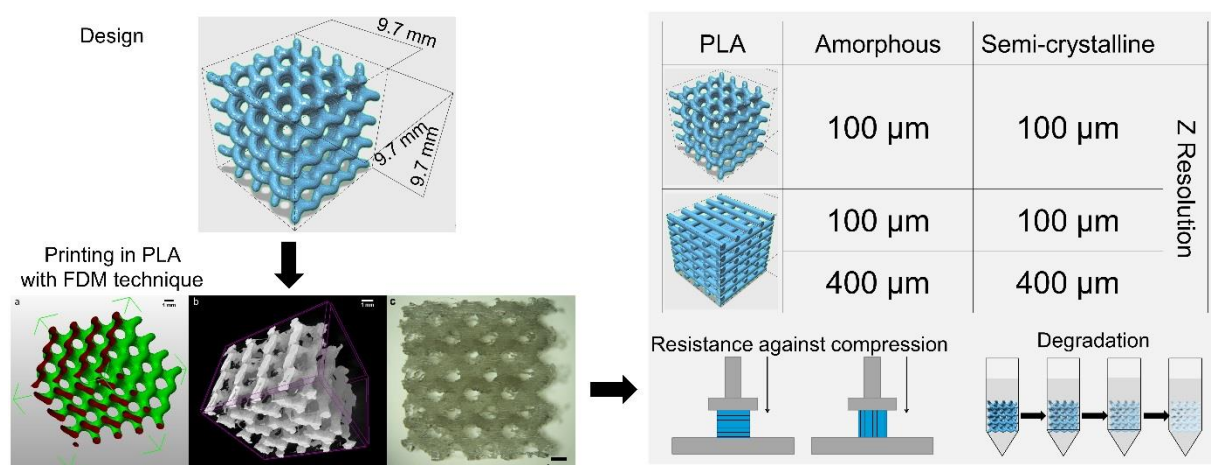 Design
9.7 mm
9.7 mm
9.7 mm
Printing in PLA
with FDM technique
a
1 mm
b
1 mm
c
PLA
Amorphous
Semi-crystalline
100 µm
100 µm
100 µm
100 µm
400 µm
400 µm
Z Resolution
Resistance against compression
Degradation